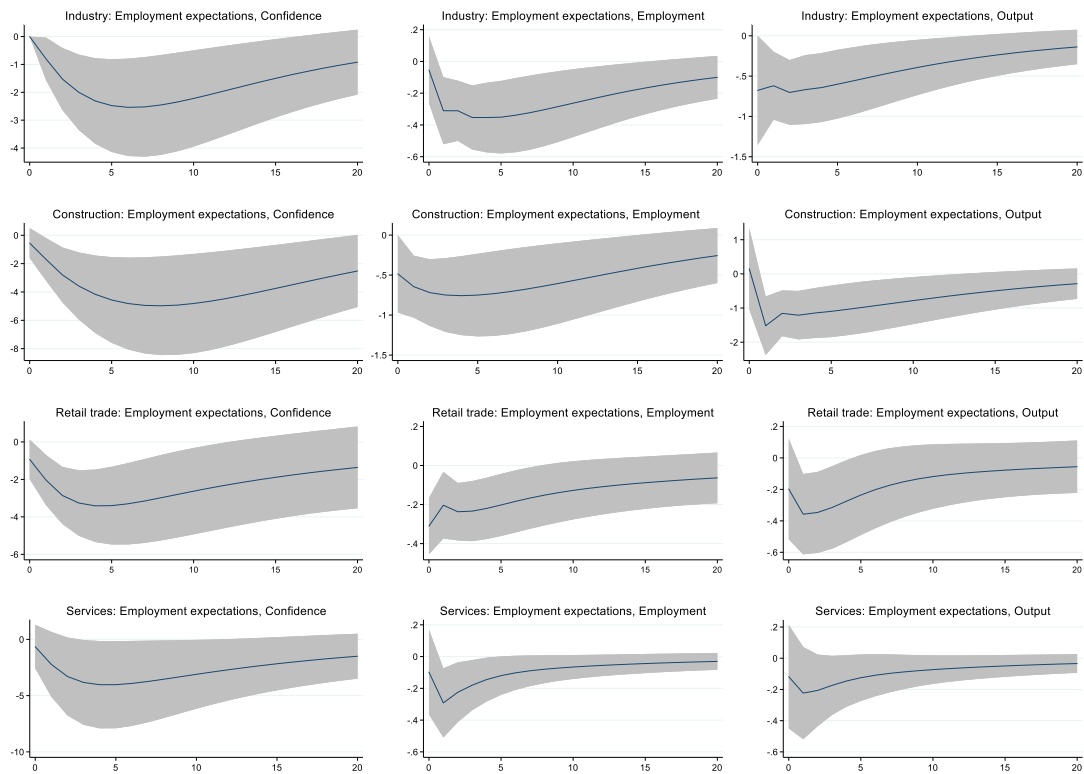 Industry: Employment expectations, Confidence
0
-1
-2
-3
-4
0 5 10 15 20
Industry: Employment expectations, Employment
.2
0
-.2
-.4
-.6
0 5 10 15 20
Industry: Employment expectations, Output
0
-.5
-1
-1.5
0 5 10 15 20
Construction: Employment expectations, Confidence
0
-2
-4
-6
-8
0 5 10 15 20
Construction: Employment expectations, Employment
0
-.5
-1
-1.5
0 5 10 15 20
Construction: Employment expectations, Output
1
0
-1
-2
0 5 10 15 20
Retail trade: Employment expectations, Confidence
0
-2
-4
-6
0 5 10 15 20
Retail trade: Employment expectations, Employment
.2
0
-.2
-.4
0 5 10 15 20
Retail trade: Employment expectations, Output
.2
0
-.2
-.4
-.6
0 5 10 15 20
Services: Employment expectations, Confidence
0
-5
-10
0 5 10 15 20
Services: Employment expectations, Employment
.2
0
-.2
-.4
-.6
0 5 10 15 20
Services: Employment expectations, Output
.2
0
-.2
-.4
-.6
0 5 10 15 20